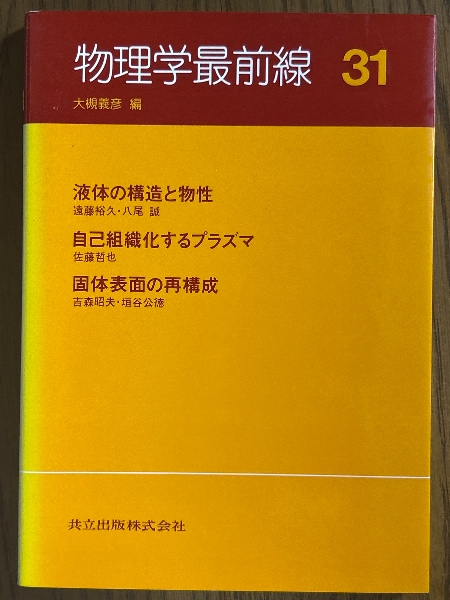 物理学最前線 31
大槻義彦 編
液体の構造と物性
遠藤裕久・八尾 誠
自己組織化するプラズマ
佐藤哲也
固体表面の再構成
吉森昭夫・垣谷公徳
共立出版株式会社